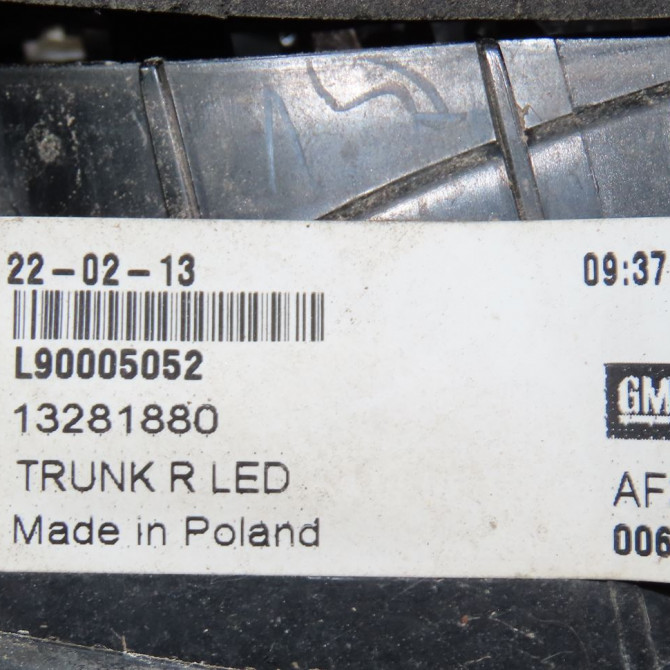 22-02-13 09:37
L90005052
13281880 GM
TRUNK R LED AF
Made in Poland 006